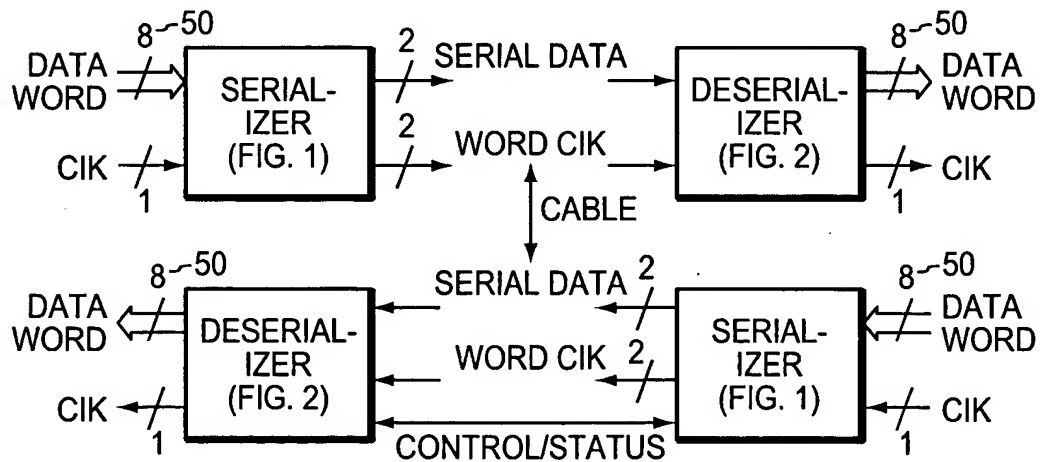 8 50
DATA WORD
CIK
1
SERIAL-
IZER
(FIG. 1)
2
SERIAL DATA
2
WORD CIK
DESERIAL-
IZER
(FIG. 2)
8 50
DATA
WORD
CIK
1
CABLE
8 50
DATA
WORD
CIK
1
DESERIAL-
IZER
(FIG. 2)
SERIAL DATA
2
WORD CIK
2
CONTROL/STATUS
SERIAL-
IZER
(FIG. 1)
8 50
DATA
WORD
CIK
1